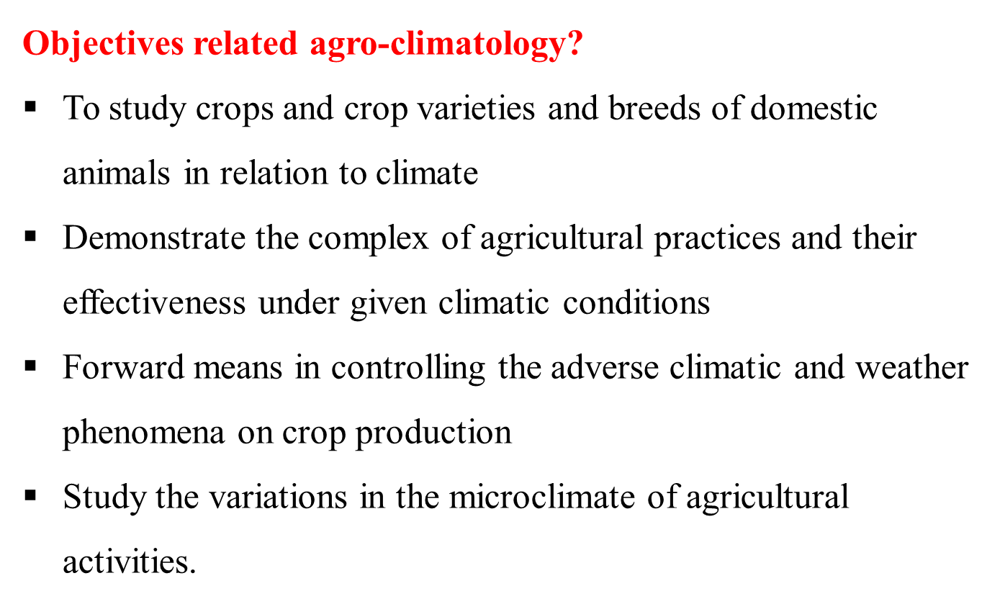 Objectives related agro-climatology?
▪ To study crops and crop varieties and breeds of domestic
animals in relation to climate
▪ Demonstrate the complex of agricultural practices and their
effectiveness under given climatic conditions
▪ Forward means in controlling the adverse climatic and weather
phenomena on crop production
▪ Study the variations in the microclimate of agricultural
activities.